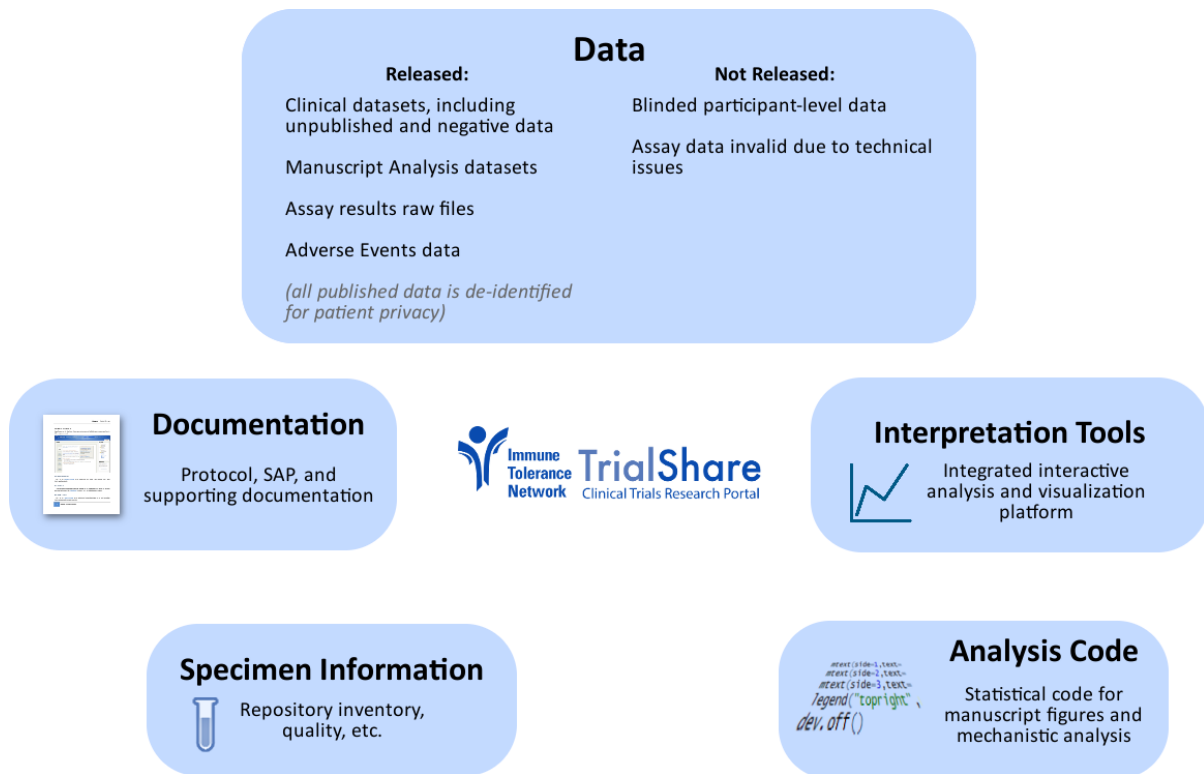 Data
Released:
Clinical datasets, including
unpublished and negative data
Manuscript Analysis datasets
Assay results raw files
Adverse Events data
(all published data is de-identified
for patient privacy)
Not Released:
Blinded participant-level data
Assay data invalid due to technical
issues
Documentation
Protocol, SAP, and
supporting documentation
Immune
Tolerance
Network
TrialShare
Clinical Trials Research Portal
Interpretation Tools
Integrated interactive
analysis and visualization
platform
Specimen Information
Repository inventory,
quality, etc.
mtext(side=1,text=
mtext(side=2,text=
mtext(side=3,text=
legend("topright",
dev.off()
Analysis Code
Statistical code for
manuscript figures and
mechanistic analysis